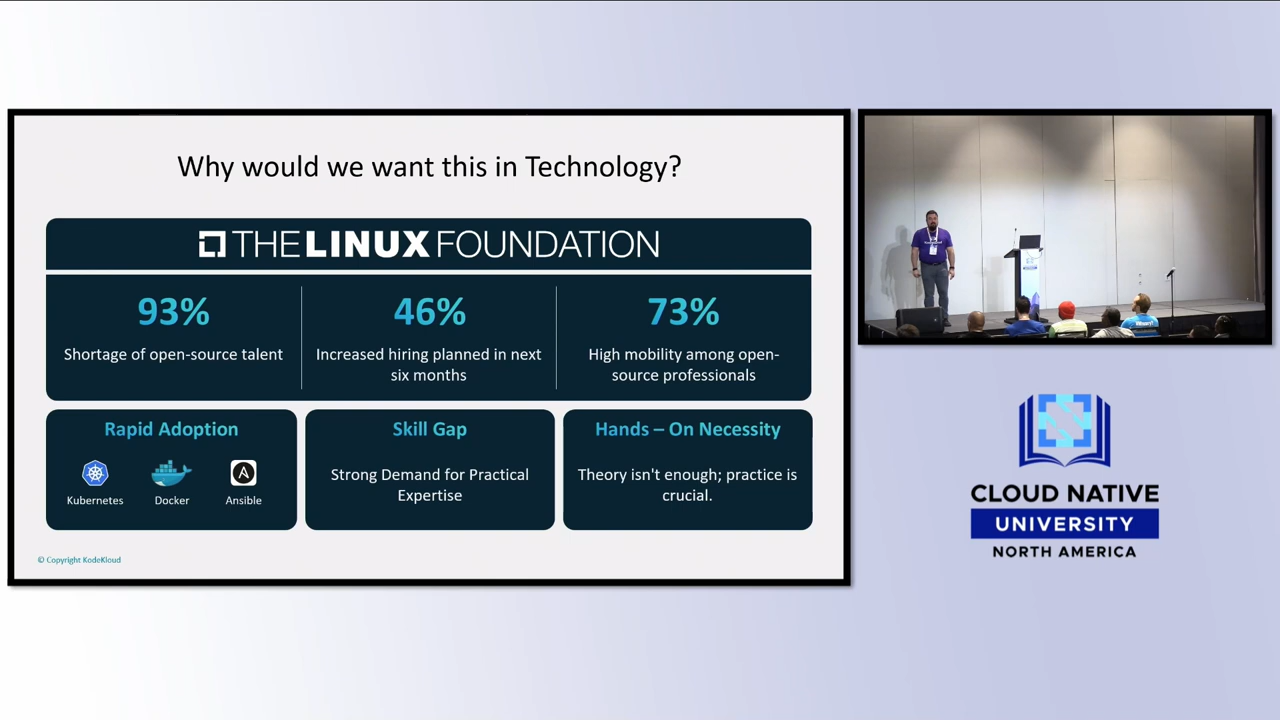 Why would we want this in Technology?
THE LINUX FOUNDATION
93%
Shortage of open-source talent
46%
Increased hiring planned in next
six months
73%
High mobility among open-
source professionals
Rapid Adoption
Kubernetes
Docker
Ansible
Skill Gap
Strong Demand for Practical
Expertise
Hands – On Necessity
Theory isn't enough; practice is
crucial.
© Copyright KodeKloud
CLOUD NATIVE
UNIVERSITY
NORTH AMERICA